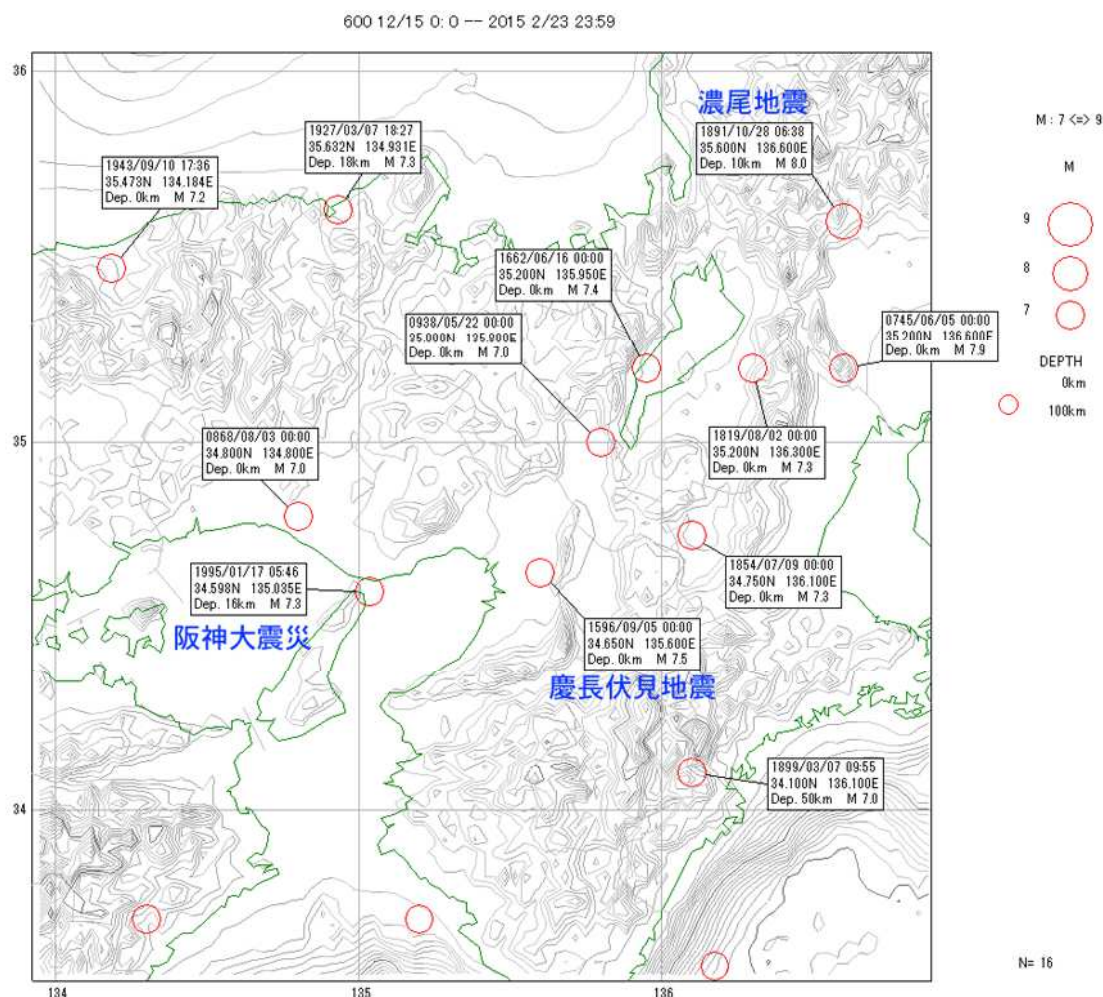 600 12/15 0: 0 -- 2015 2/23 23:59
36
濃尾地震
1891/10/28 06:38
35.600N 136.600E
Dep. 10km M 8.0
1927/03/07 18:27
35.632N 134.931E
Dep. 18km M 7.3
1943/09/10 17:36
35.473N 134.184E
Dep. 0km M 7.2
1662/06/16 00:00
35.200N 135.950E
Dep. 0km M 7.4
0938/05/22 00:00
35.000N 135.800E
Dep. 0km M 7.0
0745/06/05 00:00
35.200N 136.600E
Dep. 0km M 7.9
35
0868/08/03 00:00
34.800N 134.800E
Dep. 0km M 7.0
1819/08/02 00:00
35.200N 136.300E
Dep. 0km M 7.3
1995/01/17 05:46
34.598N 135.035E
Dep. 16km M 7.3
阪神大震災
1854/07/09 00:00
34.750N 136.100E
Dep. 0km M 7.3
1596/09/05 00:00
34.650N 135.600E
Dep. 0km M 7.5
慶長伏見地震
1899/03/07 09:55
34.100N 136.100E
Dep. 50km M 7.0
34
134
135
136
M : 7 <=> 9
M
9
8
7
DEPTH
0km
100km
N= 16